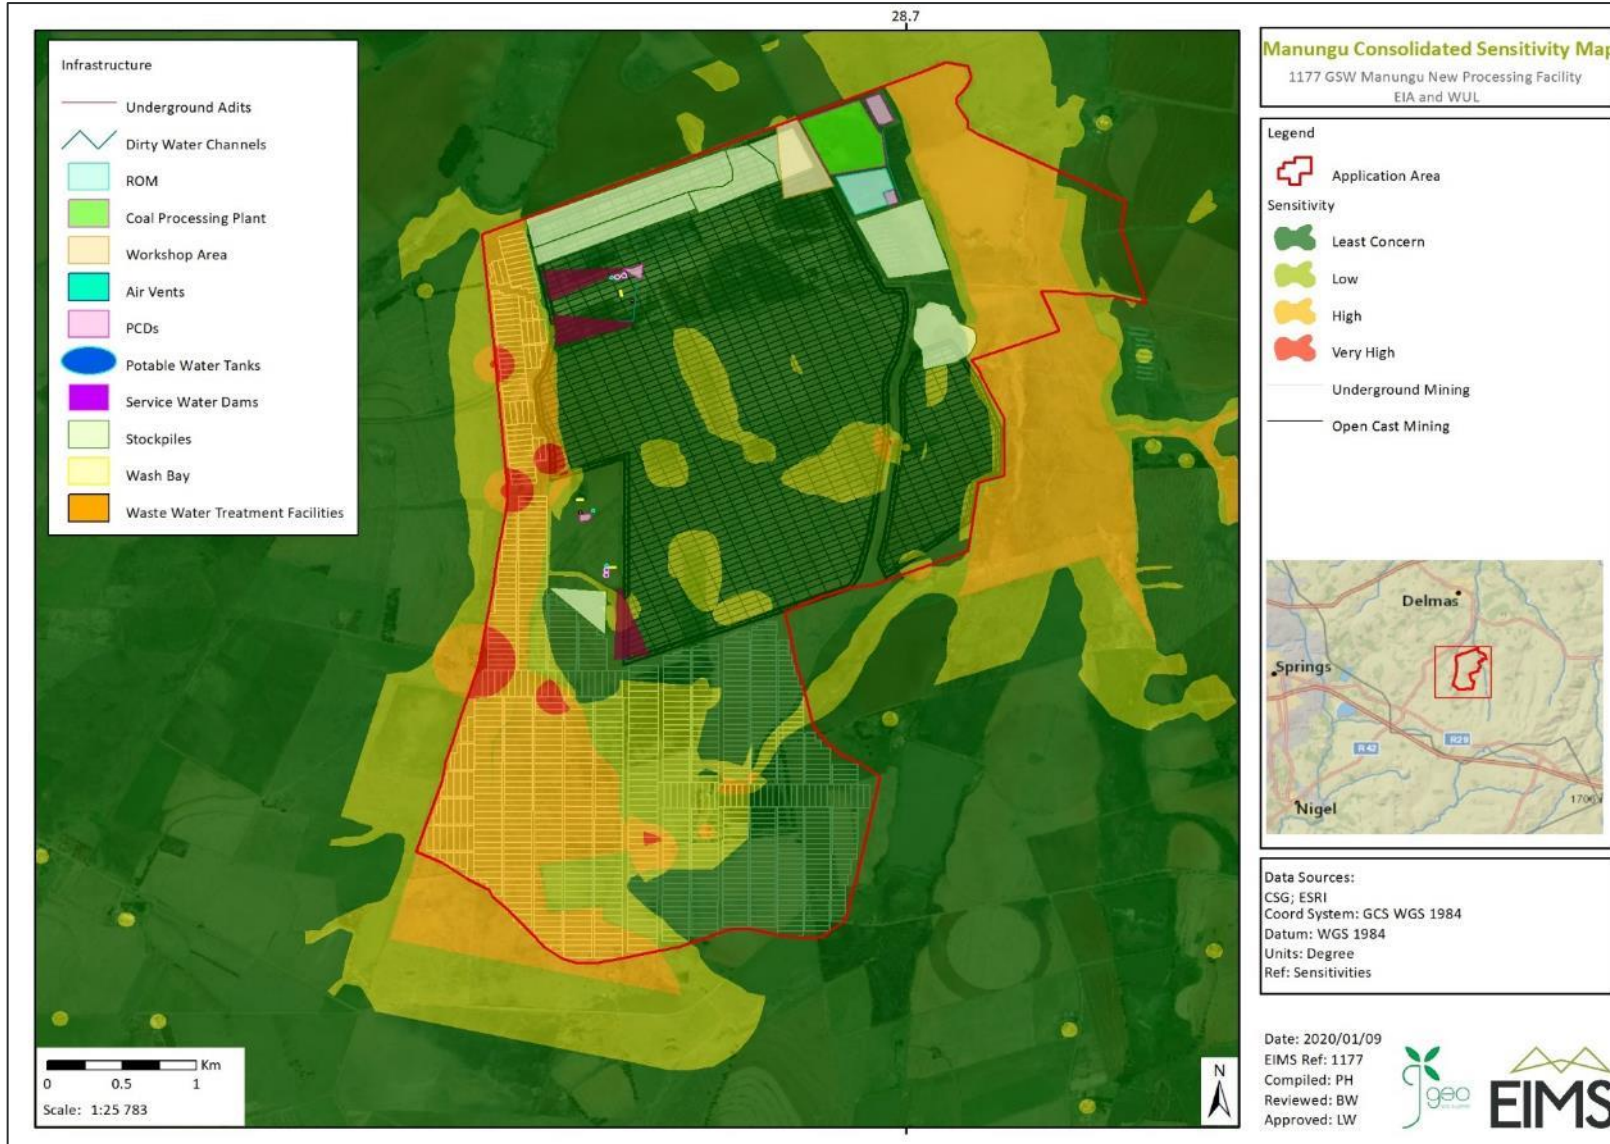 28.7
Infrastructure
Underground Adits
Dirty Water Channels
ROM
Coal Processing Plant
Workshop Area
Air Vents
PCDs
Potable Water Tanks
Service Water Dams
Stockpiles
Wash Bay
Waste Water Treatment Facilities
Km
0 0.5 1
Scale: 1:25 783
N
Manungu Consolidated Sensitivity Map
1177 GSW Manungu New Processing Facility
EIA and WUL
Legend
Application Area
Sensitivity
Least Concern
Low
High
Very High
Underground Mining
Open Cast Mining
Delmas
Springs
R42
R29
Nigel
Data Sources:
CSG; ESRI
Coord System: GCS WGS 1984
Datum: WGS 1984
Units: Degree
Ref: Sensitivities
Date: 2020/01/09
EIMS Ref: 1177
Compiled: PH
Reviewed: BW
Approved: LW
geo
EIMS